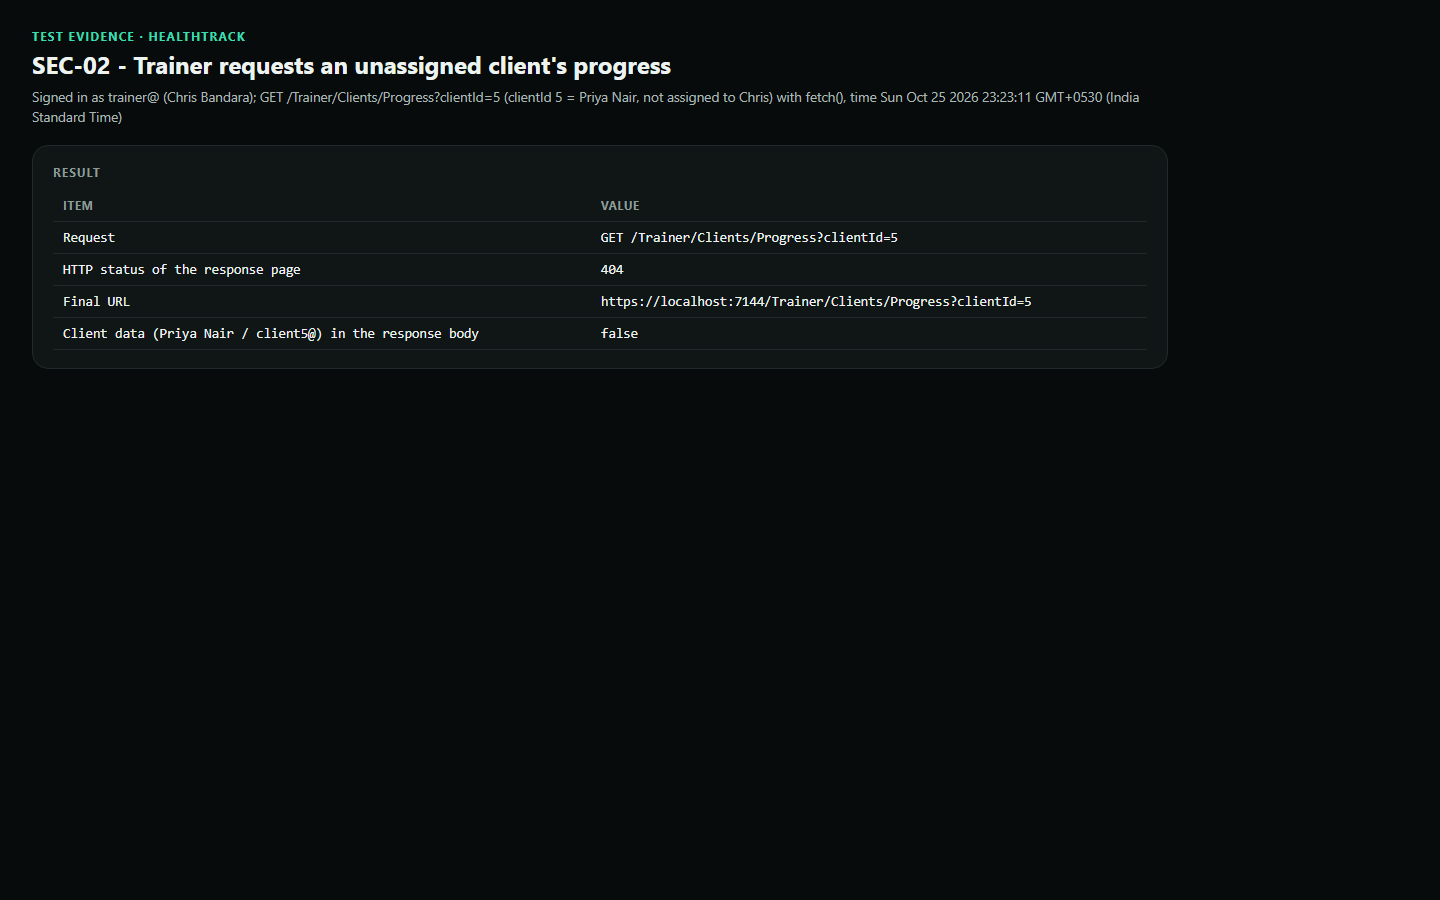 TEST EVIDENCE · HEALTHTRACK
SEC-02 - Trainer requests an unassigned client's progress
Signed in as trainer@ (Chris Bandara); GET /Trainer/Clients/Progress?clientId=5 (clientId 5 = Priya Nair, not assigned to Chris) with fetch(), time Sun Oct 25 2026 23:23:11 GMT+0530 (India
Standard Time)
RESULT
ITEM VALUE
Request GET /Trainer/Clients/Progress?clientId=5
HTTP status of the response page 404
Final URL https://localhost:7144/Trainer/Clients/Progress?clientId=5
Client data (Priya Nair / client5@) in the response body false